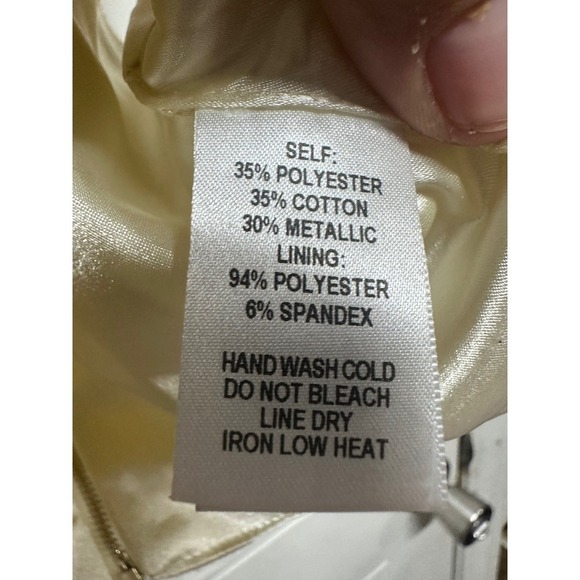 SELF:
35% POLYESTER
35% COTTON
30% METALLIC
LINING:
94% POLYESTER
6% SPANDEX
HAND WASH COLD
DO NOT BLEACH
LINE DRY
IRON LOW HEAT